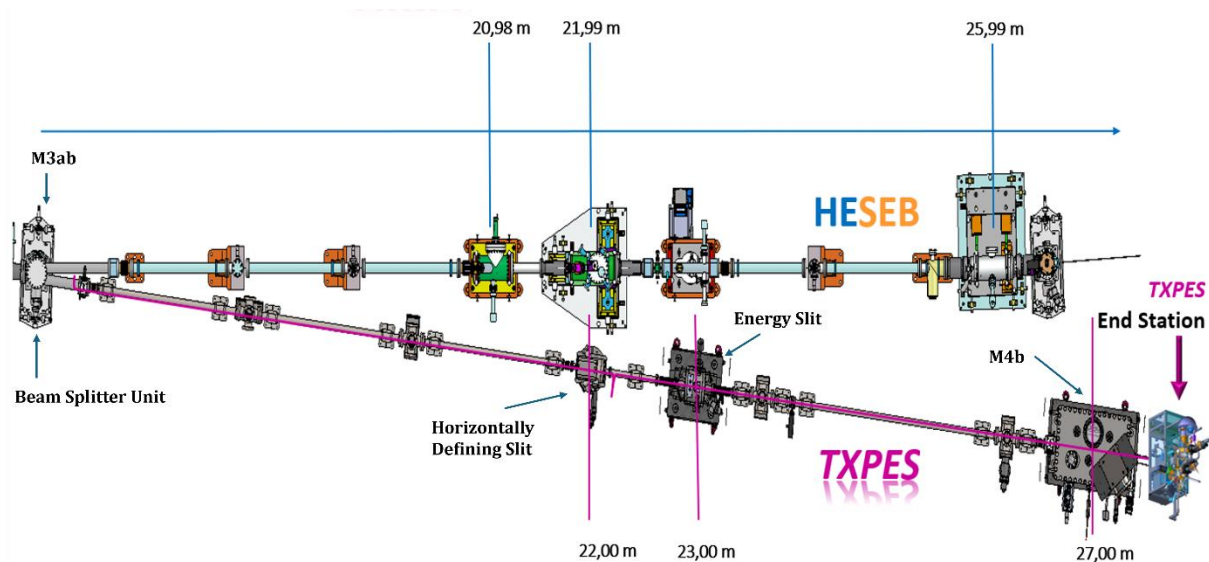 20,98 m
21,99 m
25,99 m
M3ab
HESEB
TXPES
End Station
Energy Slit
M4b
Beam Splitter Unit
Horizontally
Defining Slit
TXPES
22,00 m
23,00 m
27,00 m